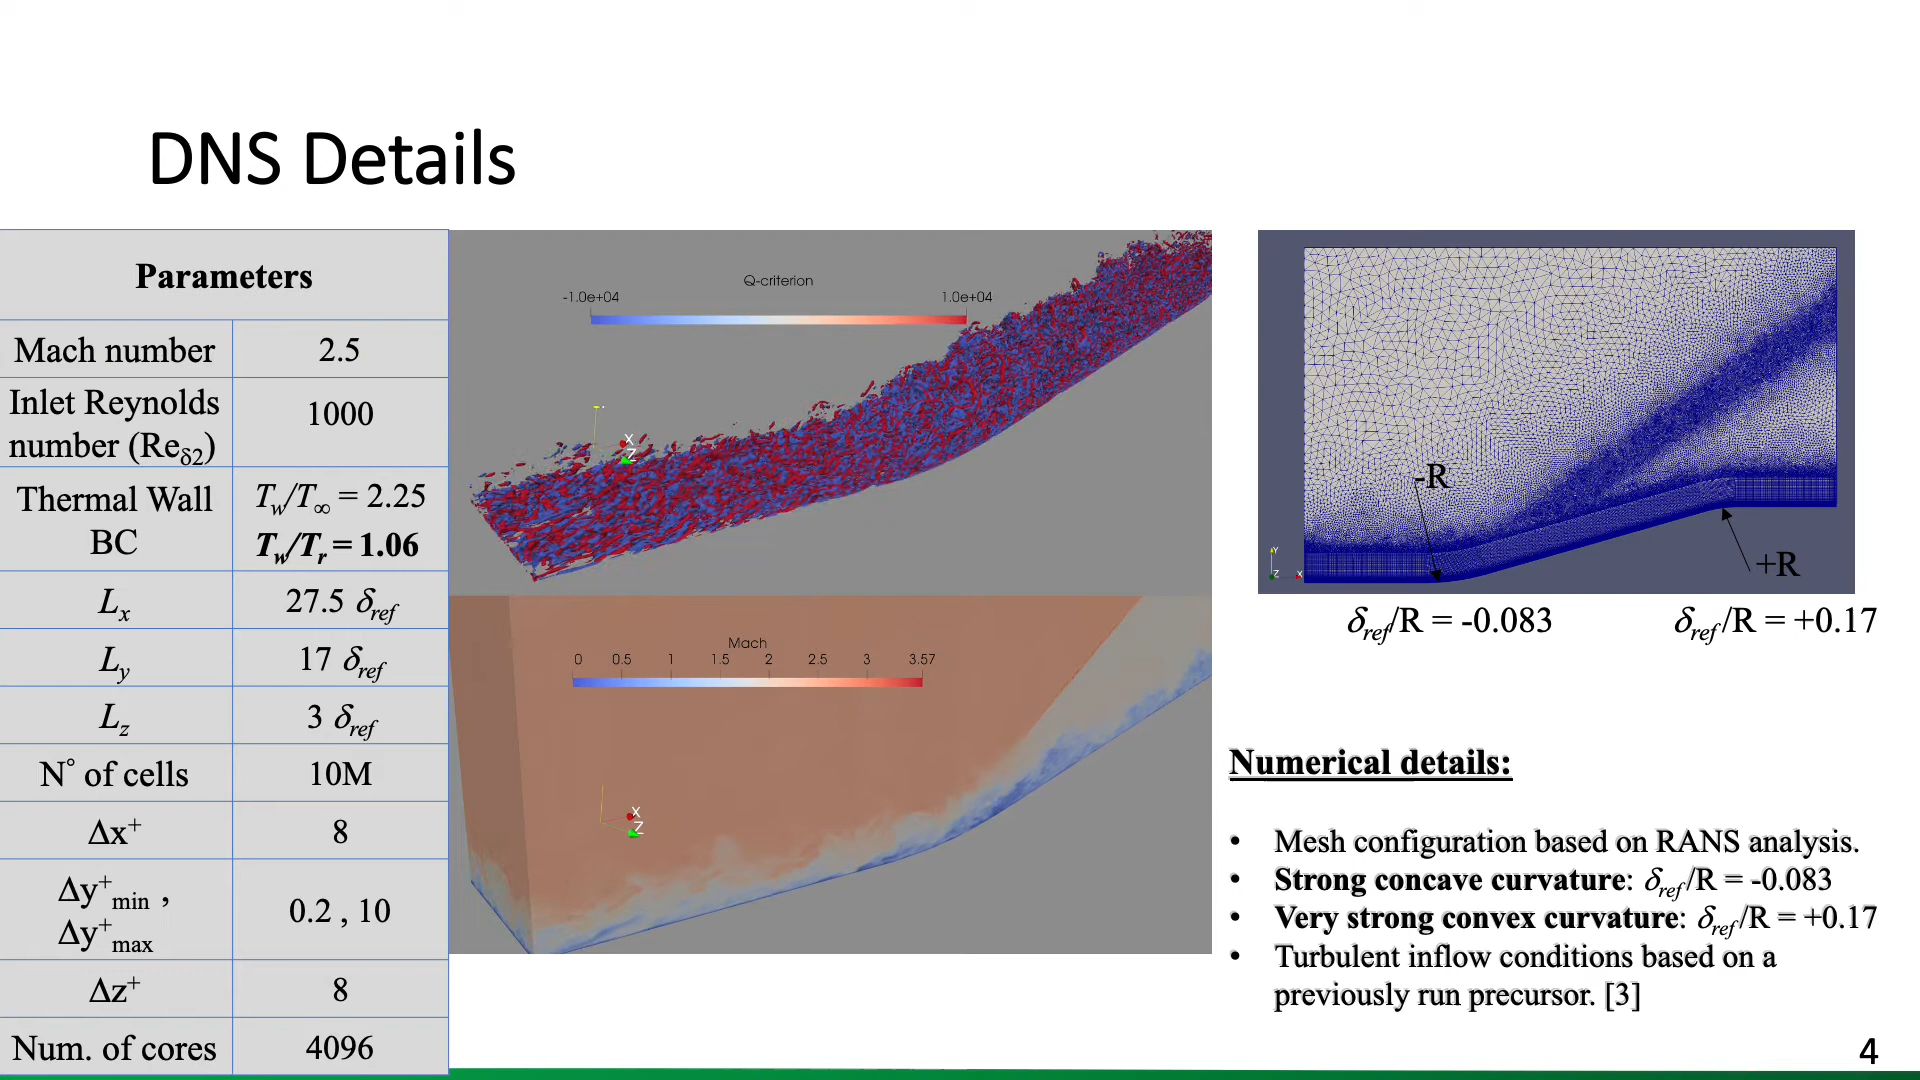 DNS Details
Parameters
Mach number 2.5
Inlet Reynolds number (Reδ2) 1000
Thermal Wall BC Tw/T∞ = 2.25
Tw/Tr = 1.06
Lx 27.5 δref
Ly 17 δref
Lz 3 δref
N° of cells 10M
Δx+ 8
Δy+min , Δy+max 0.2 , 10
Δz+ 8
Num. of cores 4096
Q-criterion
-1.0e+04 1.0e+04
X
Z
Mach
0 0.5 1 1.5 2 2.5 3 3.57
X
Z
-R
+R
Y
Z X
δref/R = -0.083 δref/R = +0.17
Numerical details:
• Mesh configuration based on RANS analysis.
• Strong concave curvature: δref/R = -0.083
• Very strong convex curvature: δref/R = +0.17
• Turbulent inflow conditions based on a
previously run precursor. [3]
4